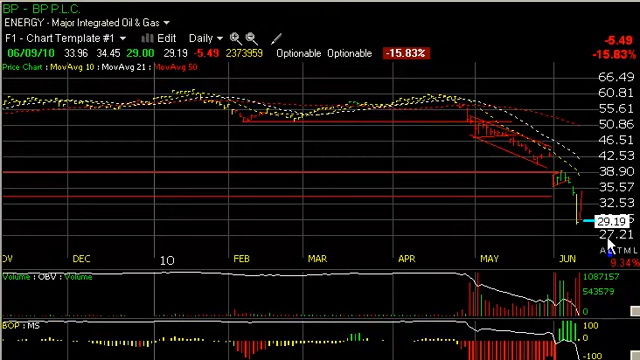 BP - BP P.L.C.
ENERGY - Major Integrated Oil & Gas
F1 - Chart Template #1 Edit Daily
-5.49
-15.83%
06/09/10 33.96 34.45 29.00 29.19 -5.49 2373959 Optionable Optionable -15.83%
Price Chart : MovAvg 10 : MovAvg 21 : MovAvg 50
66.49
60.81
55.61
50.86
46.51
42.53
38.90
35.57
32.53
29.19
27.21
DEC 10 FEB MAR APR MAY JUN
9.34%
Volume : OBV : Volume :
1087157
543579
0
BOP : MS
100
0
-100